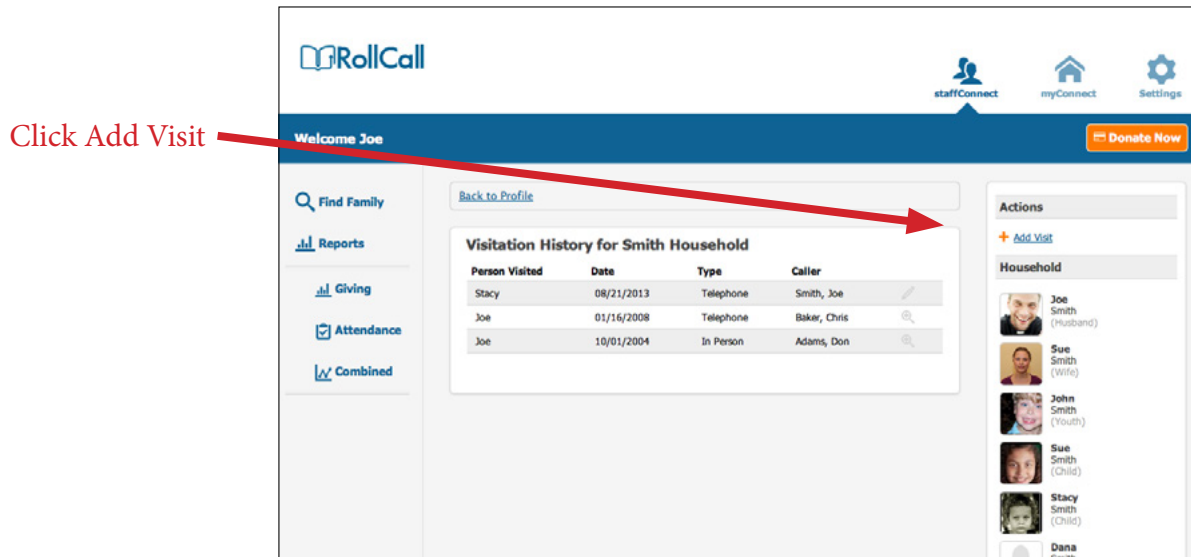 RollCall
staffConnect
myConnect
Settings
Click Add Visit
Welcome Joe
Donate Now
Find Family
Reports
Giving
Attendance
Combined
Back to Profile
Visitation History for Smith Household
Person Visited Date Type Caller
Stacy 08/21/2013 Telephone Smith, Joe
Joe 01/16/2008 Telephone Baker, Chris
Joe 10/01/2004 In Person Adams, Don
Actions
Add Visit
Household
Joe
Smith
(Husband)
Sue
Smith
(Wife)
John
Smith
(Youth)
Sue
Smith
(Child)
Stacy
Smith
(Child)
Dana